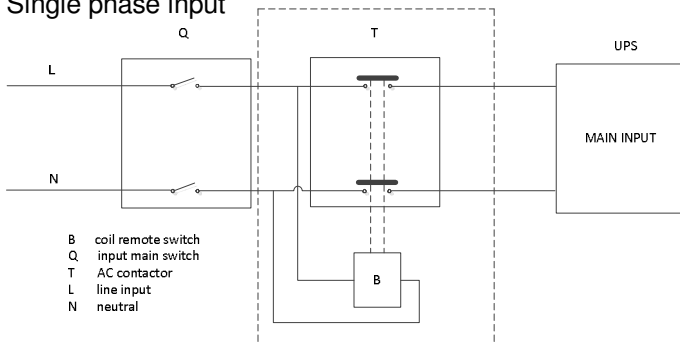 Single phase input
Q
T
UPS
L
MAIN INPUT
N
B coil remote switch
Q input main switch
T AC contactor
L line input
N neutral
B